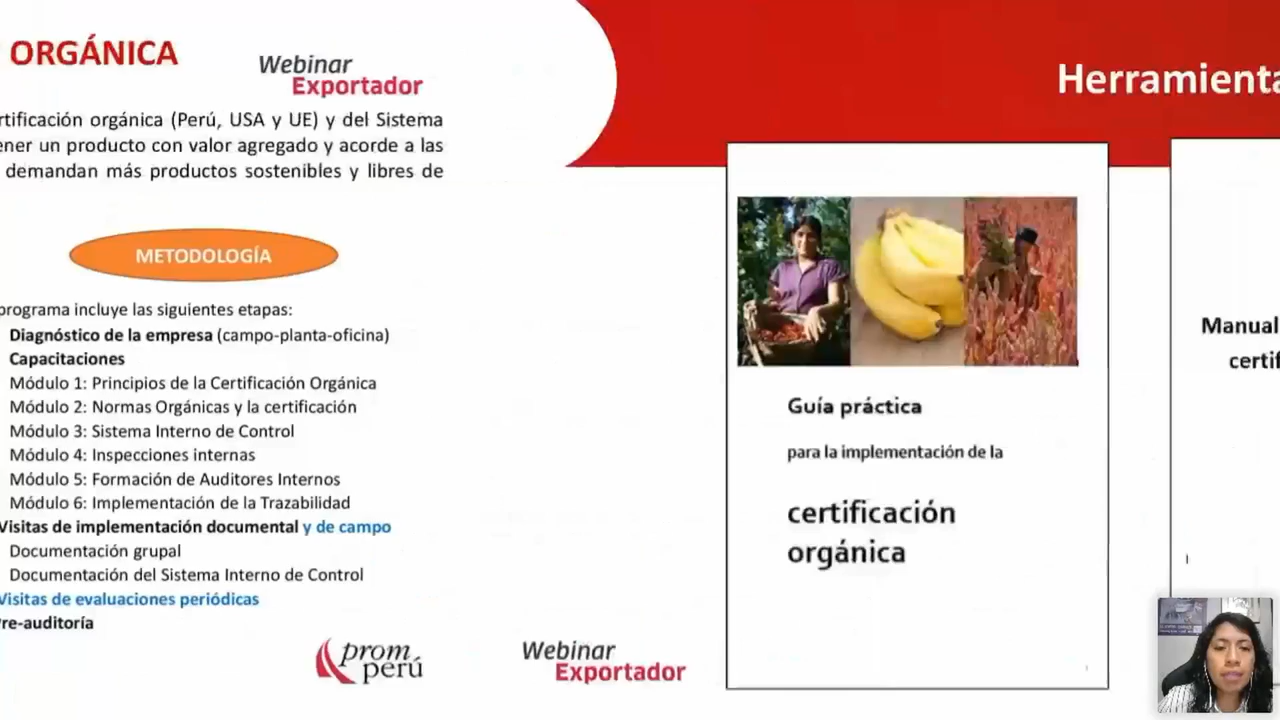 ORGÁNICA
Webinar
Exportador
rtificación orgánica (Perú, USA y UE) y del Sistema
ener un producto con valor agregado y acorde a las
demandan más productos sostenibles y libres de
METODOLOGÍA
programa incluye las siguientes etapas:
Diagnóstico de la empresa (campo-planta-oficina)
Capacitaciones
Módulo 1: Principios de la Certificación Orgánica
Módulo 2: Normas Orgánicas y la certificación
Módulo 3: Sistema Interno de Control
Módulo 4: Inspecciones internas
Módulo 5: Formación de Auditores Internos
Módulo 6: Implementación de la Trazabilidad
Visitas de implementación documental y de campo
Documentación grupal
Documentación del Sistema Interno de Control
Visitas de evaluaciones periódicas
Pre-auditoría
prom
perú
Webinar
Exportador
Herramienta
Guía práctica
para la implementación de la
certificación
orgánica
Manual
certif